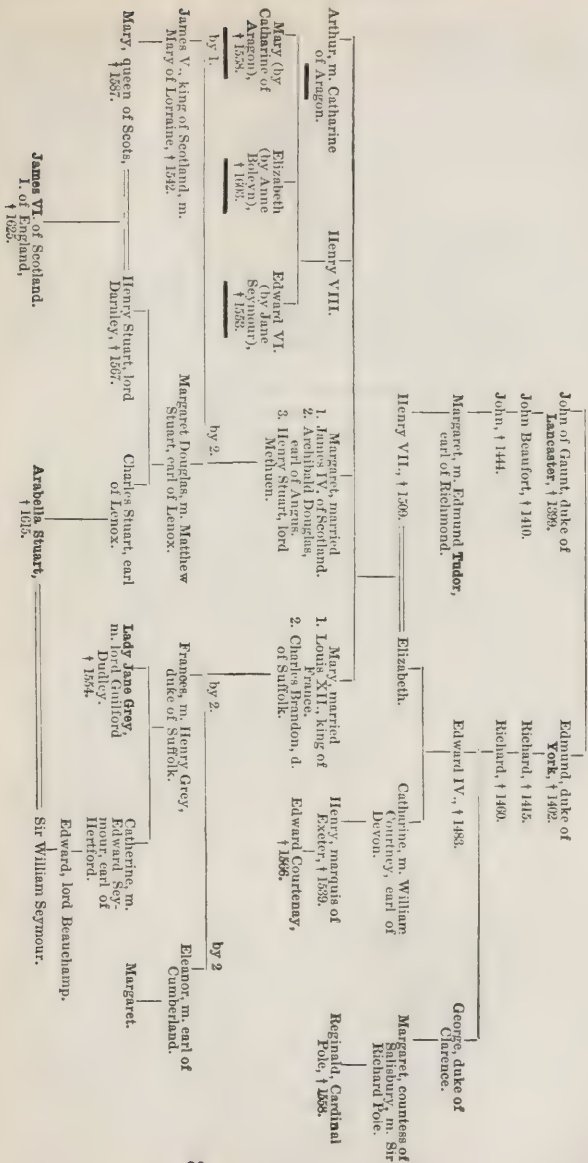 John of Gaunt, duke of
Lancaster, † 1399.
Edmund, duke of
York, † 1402.
John Beaufort, † 1410.
Richard, † 1415.
John, † 1444.
Richard, † 1460.
Margaret, m. Edmund Tudor,
earl of Richmond.
Edward IV., † 1483.
George, duke of
Clarence.
Henry VII., † 1509.
Elizabeth.
Catharine, m. William
Courtney, earl of
Devon.
Margaret, countess of
Salisbury, m. Sir
Richard Pole.
Arthur, m. Catharine
of Aragon.
Henry VIII.
Margaret, married
1. James IV. of Scotland.
2. Archibald Douglas,
earl of Angus.
3. Henry Stuart, lord
Methuen.
Mary, married
1. Louis XII., king of
France.
2. Charles Brandon, d.
of Suffolk.
Henry, marquis of
Exeter, † 1539.
Edward Courtenay,
† 1566.
Reginald, Cardinal
Pole, † 1558.
Mary (by
Catharine of
Aragon),
† 1558.
Elizabeth
(by Anne
Boleyn),
† 1603.
Edward VI.
(by Jane
Seymour),
† 1553.
by 1.
by 2.
by 2.
by 2
James V., king of Scotland, m.
Mary of Lorraine, † 1542.
Margaret Douglas, m. Matthew
Stuart, earl of Lenox.
Frances, m. Henry Grey,
duke of Suffolk.
Eleanor, m. earl of
Cumberland.
Mary, queen of Scots,
† 1587.
Henry Stuart, lord
Darnley, † 1567.
Charles Stuart, earl
of Lenox.
Lady Jane Grey,
m. lord Guilford
Dudley.
† 1554.
Catherine, m.
Edward Sey-
mour, earl of
Hertford.
Margaret.
Edward, lord Beauchamp.
James VI. of Scotland.
I. of England,
† 1625.
Arabella Stuart,
† 1615.
Sir William Seymour.